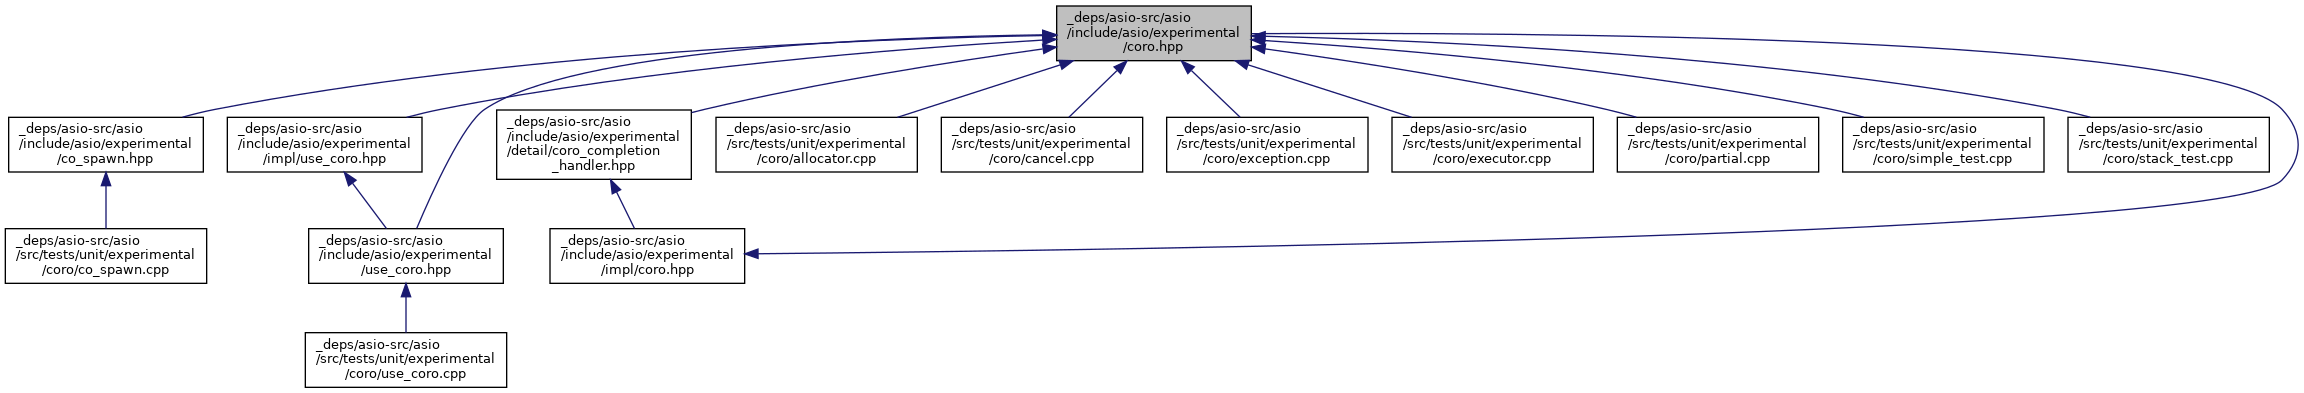 _deps/asio-src/asio
/include/asio/experimental
/coro.hpp
_deps/asio-src/asio
/include/asio/experimental
/co_spawn.hpp
_deps/asio-src/asio
/include/asio/experimental
/impl/use_coro.hpp
_deps/asio-src/asio
/include/asio/experimental
/detail/coro_completion
_handler.hpp
_deps/asio-src/asio
/src/tests/unit/experimental
/coro/allocator.cpp
_deps/asio-src/asio
/src/tests/unit/experimental
/coro/cancel.cpp
_deps/asio-src/asio
/src/tests/unit/experimental
/coro/exception.cpp
_deps/asio-src/asio
/src/tests/unit/experimental
/coro/executor.cpp
_deps/asio-src/asio
/src/tests/unit/experimental
/coro/partial.cpp
_deps/asio-src/asio
/src/tests/unit/experimental
/coro/simple_test.cpp
_deps/asio-src/asio
/src/tests/unit/experimental
/coro/stack_test.cpp
_deps/asio-src/asio
/src/tests/unit/experimental
/coro/co_spawn.cpp
_deps/asio-src/asio
/include/asio/experimental
/use_coro.hpp
_deps/asio-src/asio
/include/asio/experimental
/impl/coro.hpp
_deps/asio-src/asio
/src/tests/unit/experimental
/coro/use_coro.cpp